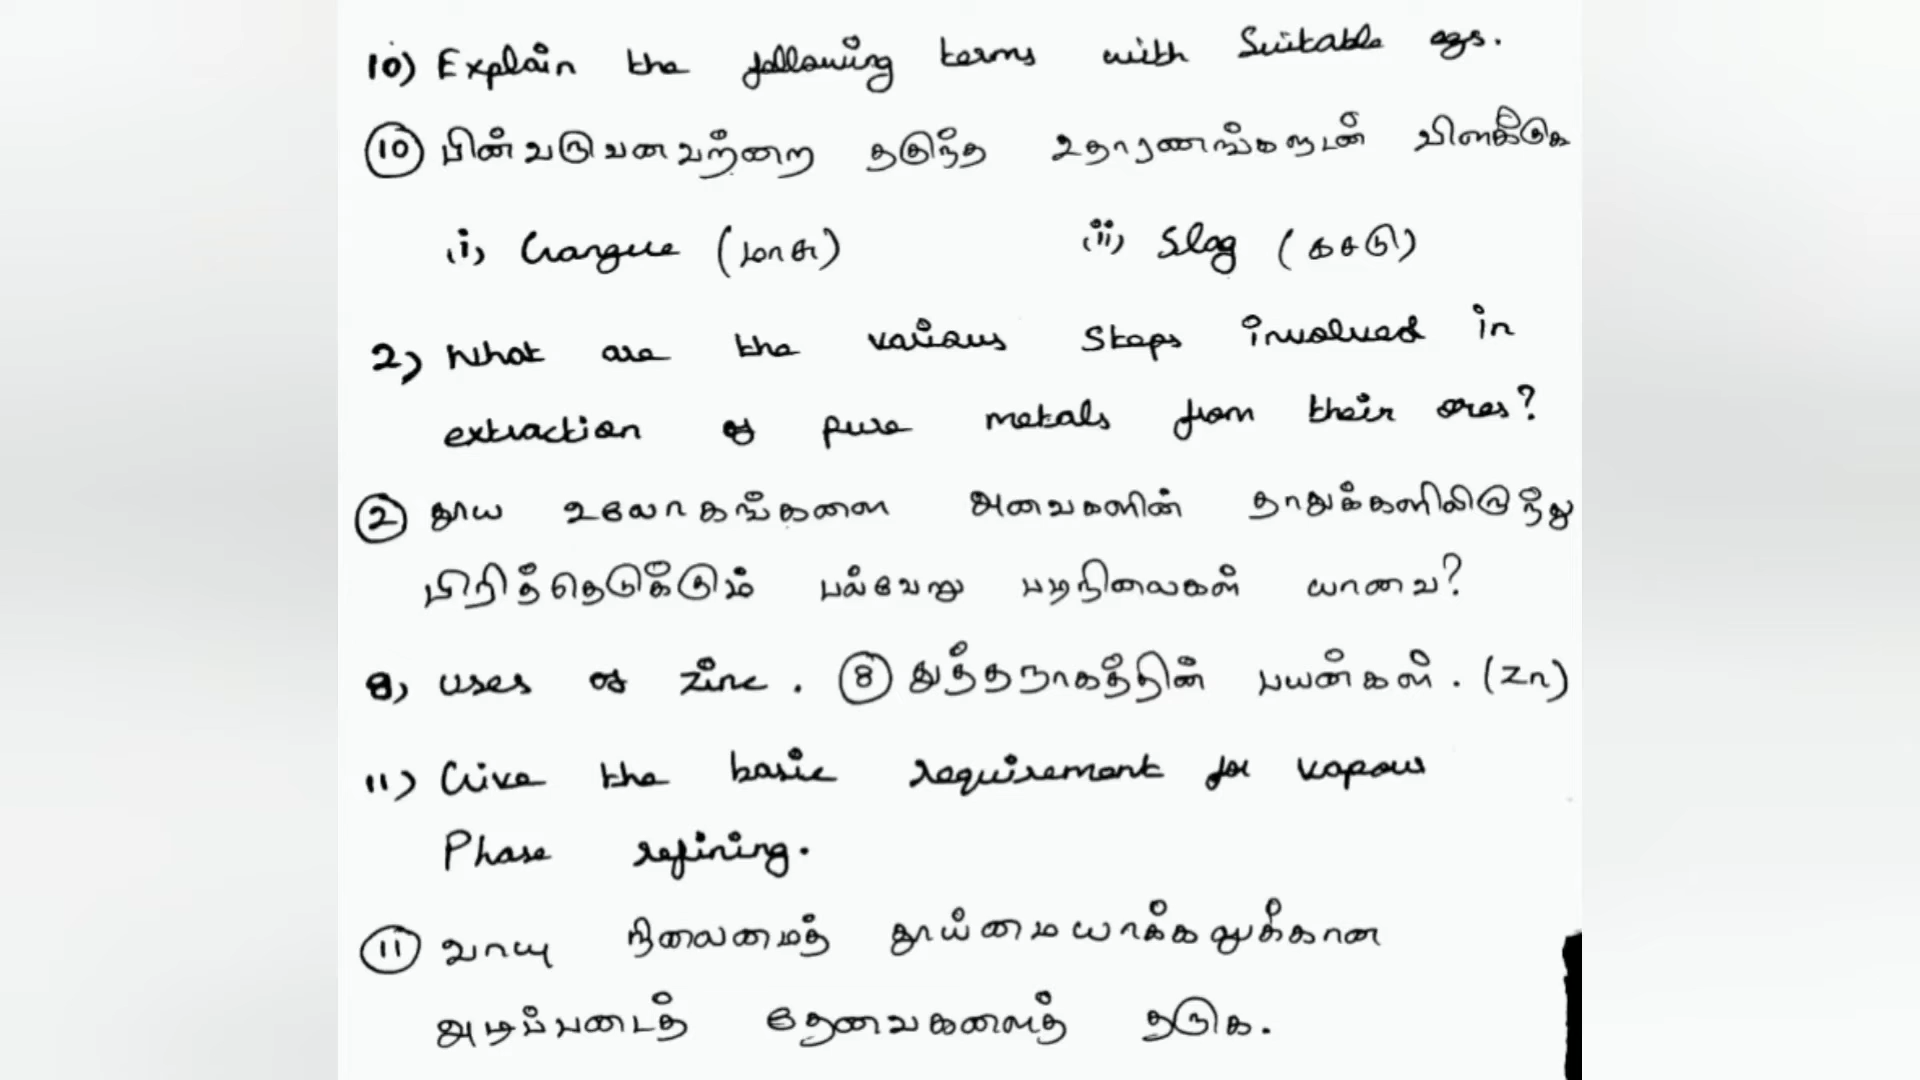 10) Explain the following terms with Suitable egs.
(10) பின்வருவனவற்றை தகுந்த உதாரணங்களுடன் விளக்குக
(i) Gangue (மாசு) (ii) Slag (கசடு)
2) What are the various Steps involved in
extraction of pure metals from their ores?
(2) தூய உலோகங்களை அவைகளின் தாதுக்களிலிருந்து
பிரித்தெடுக்கும் பல்வேறு படிநிலைகள் யாவை?
8) Uses of Zinc. (8) துத்தநாகத்தின் பயன்கள். (Zn)
11) Give the basic requirement for vapour
Phase refining.
(11) வாயு நிலைமைத் தூய்மையாக்கலுக்கான
அடிப்படைத் தேவைகளைத் தருக.